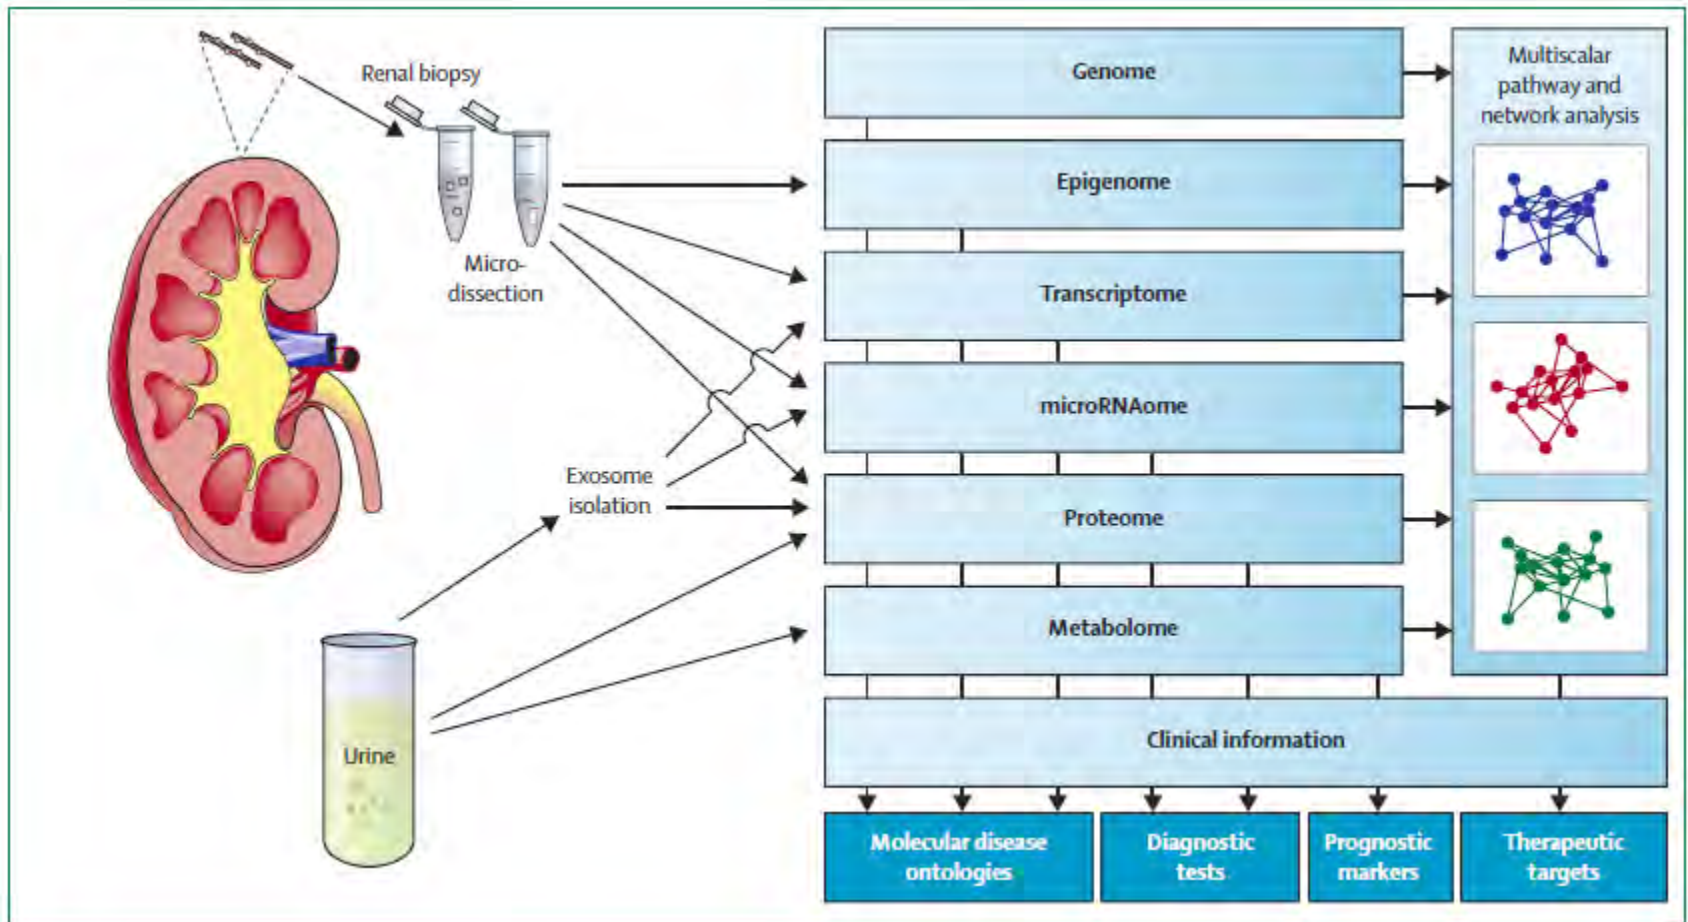 Renal biopsy
Micro-
dissection
Exosome
isolation
Urine
Genome
Epigenome
Transcriptome
microRNAome
Proteome
Metabolome
Multiscalar
pathway and
network analysis
Clinical information
Molecular disease
ontologies
Diagnostic
tests
Prognostic
markers
Therapeutic
targets